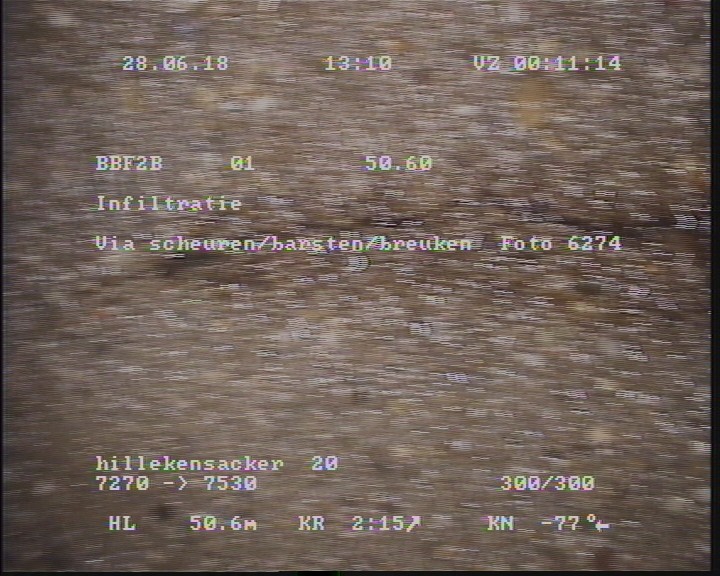 28.06.18 13:10 VZ 00:11:14
BBF2B 01 50.60
Infiltratie
Via scheuren/barsten/breuken Foto 6274
hillekensacker 20
7270 -> 7530 300/300
HL 50.6m KR 2:15↗ KN -77°←